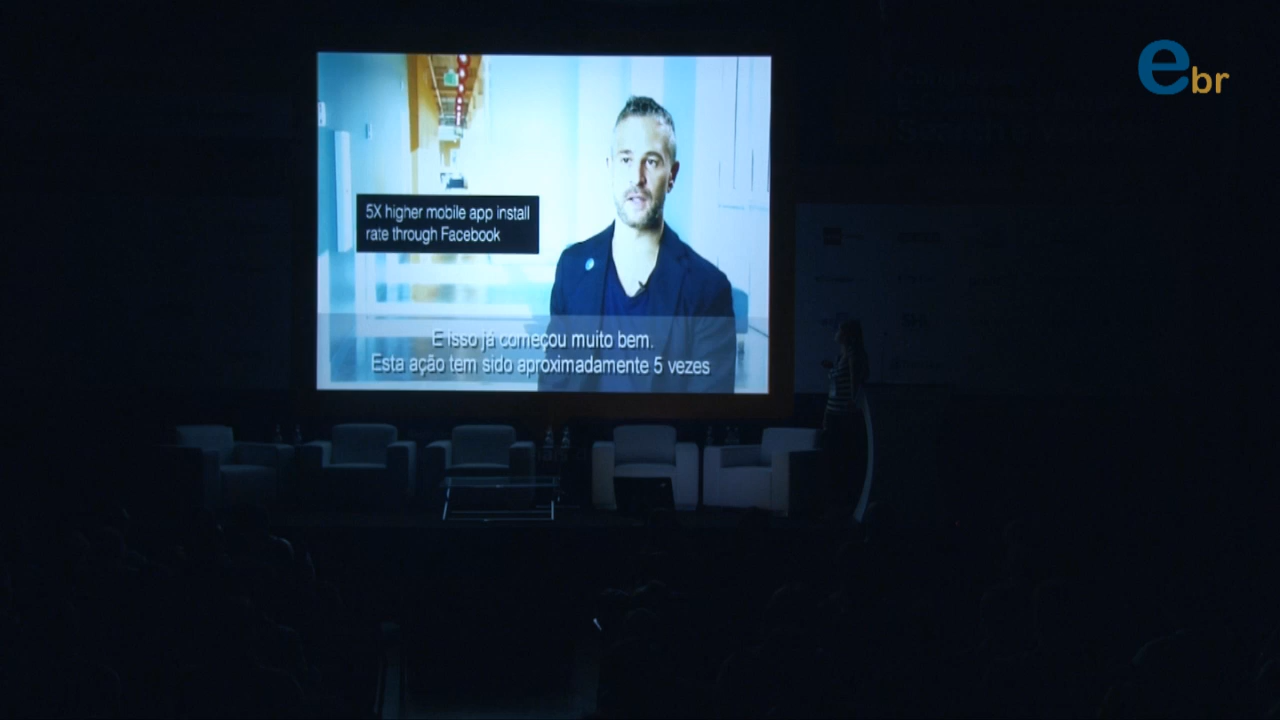 ebr
5X higher mobile app install
rate through Facebook
E isso já começou muito bem.
Esta ação tem sido aproximadamente 5 vezes